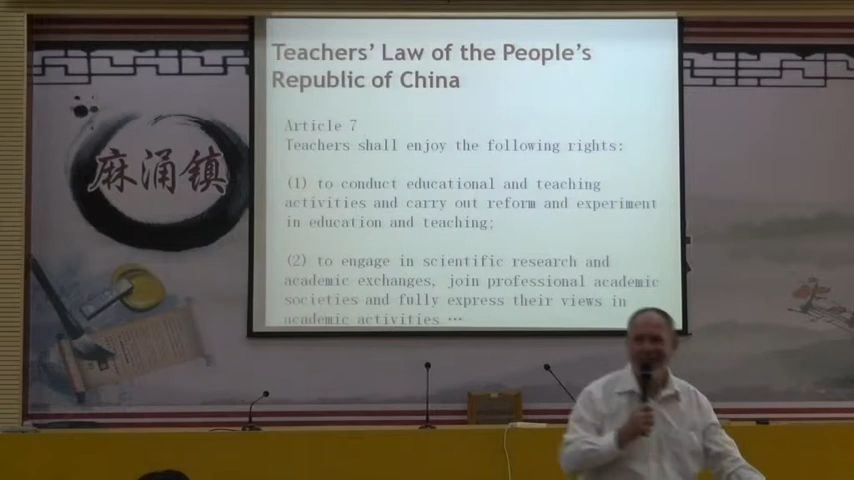 Teachers' Law of the People's
Republic of China
Article 7
Teachers shall enjoy the following rights:
(1) to conduct educational and teaching
activities and carry out reform and experiment
in education and teaching;
(2) to engage in scientific research and
academic exchanges, join professional academic
societies and fully express their views in
academic activities …
麻涌鎮